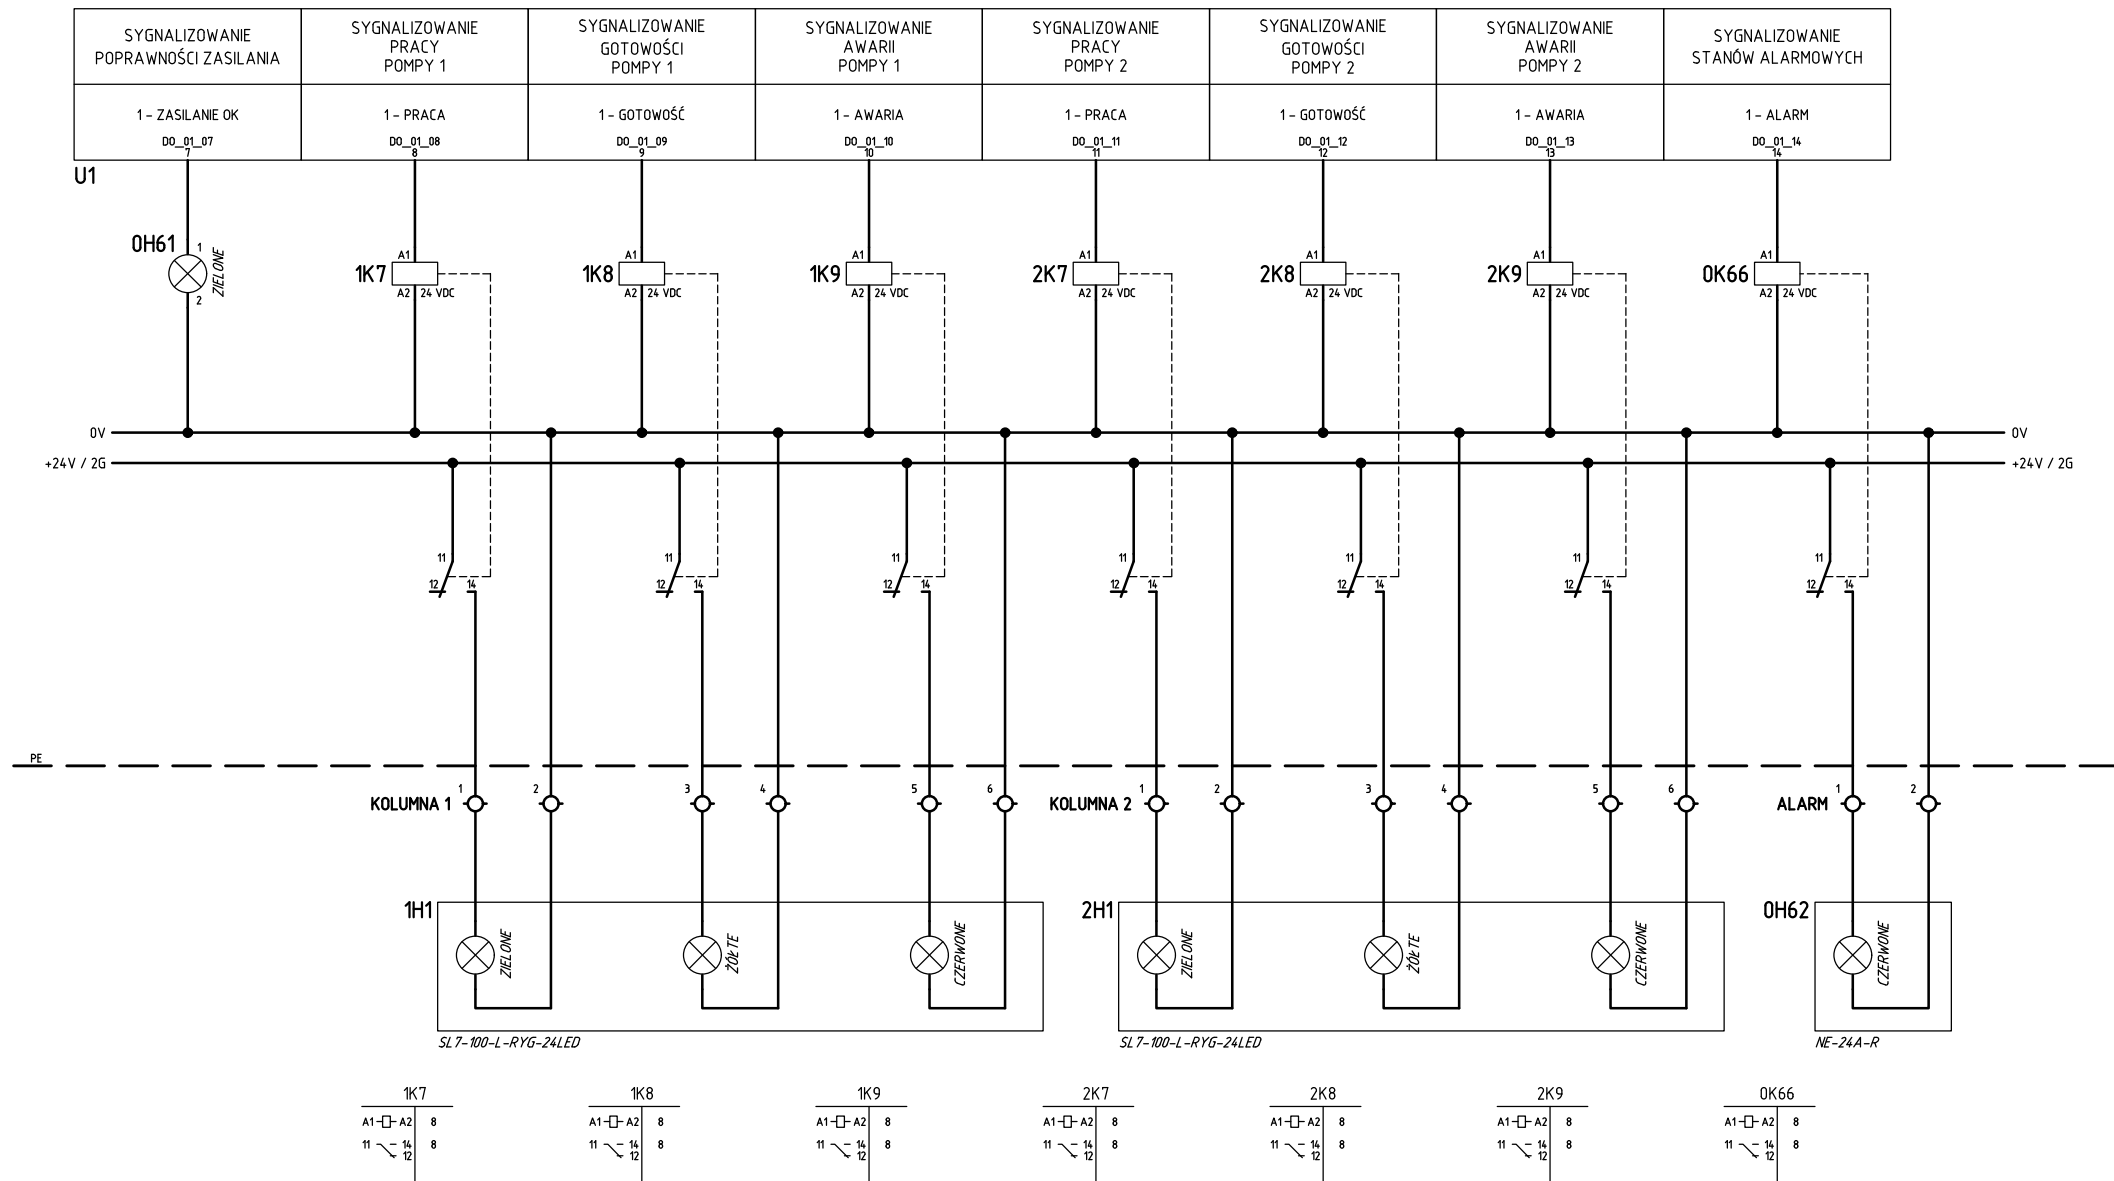 SYGNALIZOWANIE
POPRAWNOŚCI ZASILANIA
SYGNALIZOWANIE
PRACY
POMPY 1
SYGNALIZOWANIE
GOTOWOŚCI
POMPY 1
SYGNALIZOWANIE
AWARII
POMPY 1
SYGNALIZOWANIE
PRACY
POMPY 2
SYGNALIZOWANIE
GOTOWOŚCI
POMPY 2
SYGNALIZOWANIE
AWARII
POMPY 2
SYGNALIZOWANIE
STANÓW ALARMOWYCH
1 - ZASILANIE OK
DO_01_07
7
1 - PRACA
DO_01_08
8
1 - GOTOWOŚĆ
DO_01_09
9
1 - AWARIA
DO_01_10
10
1 - PRACA
DO_01_11
11
1 - GOTOWOŚĆ
DO_01_12
12
1 - AWARIA
DO_01_13
13
1 - ALARM
DO_01_14
14
U1
0H61
1
2
ZIELONE
1K7
A1
A2 24 VDC
1K8
A1
A2 24 VDC
1K9
A1
A2 24 VDC
2K7
A1
A2 24 VDC
2K8
A1
A2 24 VDC
2K9
A1
A2 24 VDC
0K66
A1
A2 24 VDC
0V
0V
+24V / 2G
+24V / 2G
11
12 14
11
12 14
11
12 14
11
12 14
11
12 14
11
12 14
11
12 14
PE
KOLUMNA 1
1 2 3 4 5 6
KOLUMNA 2
1 2 3 4 5 6
ALARM
1 2
1H1
ZIELONE
ŻÓŁTE
CZERWONE
SL7-100-L-RYG-24LED
2H1
ZIELONE
ŻÓŁTE
CZERWONE
SL7-100-L-RYG-24LED
0H62
CZERWONE
NE-24A-R
1K7
A1 A2 8
11 14 8
12
1K8
A1 A2 8
11 14 8
12
1K9
A1 A2 8
11 14 8
12
2K7
A1 A2 8
11 14 8
12
2K8
A1 A2 8
11 14 8
12
2K9
A1 A2 8
11 14 8
12
0K66
A1 A2 8
11 14 8
12